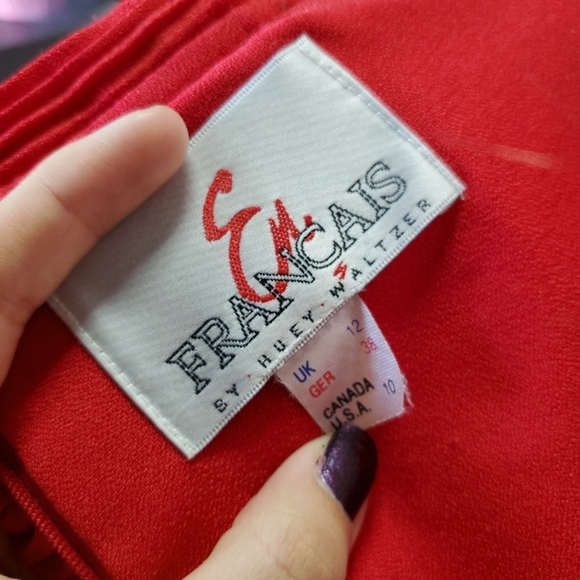 En
FRANCAIS
BY HUEY WALTZER
UK 12
GER 38
CANADA
U.S.A. 10